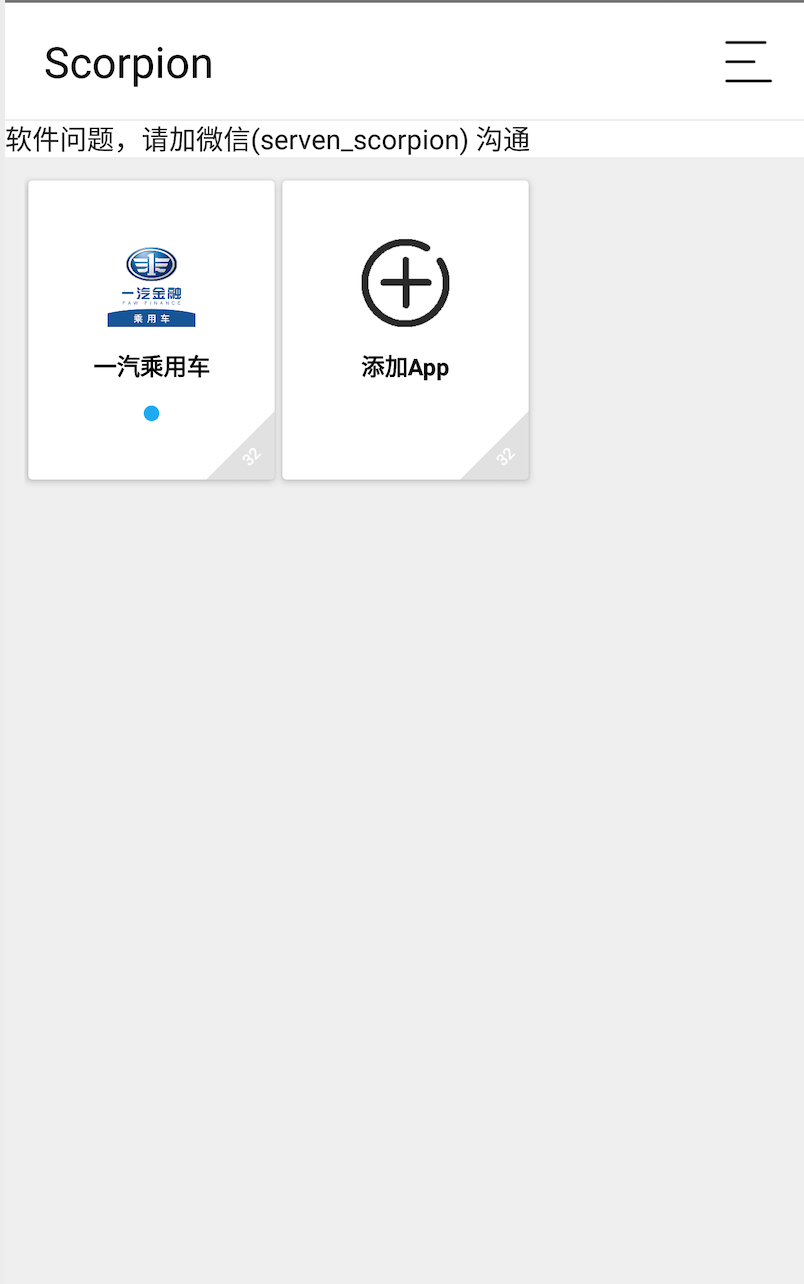 Scorpion
软件问题，请加微信(serven_scorpion) 沟通
一汽金融
FAW FINANCE
乘用车
一汽乘用车
32
添加App
32